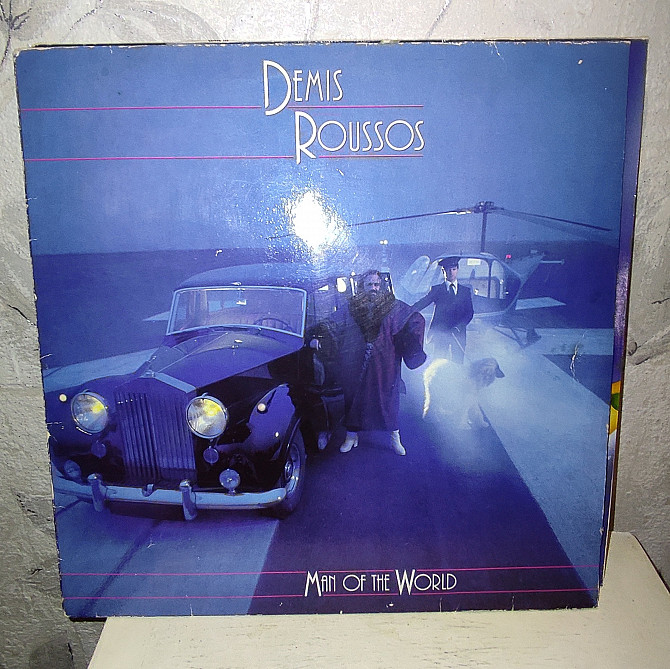 DEMIS
ROUSSOS
MAN OF THE WORLD